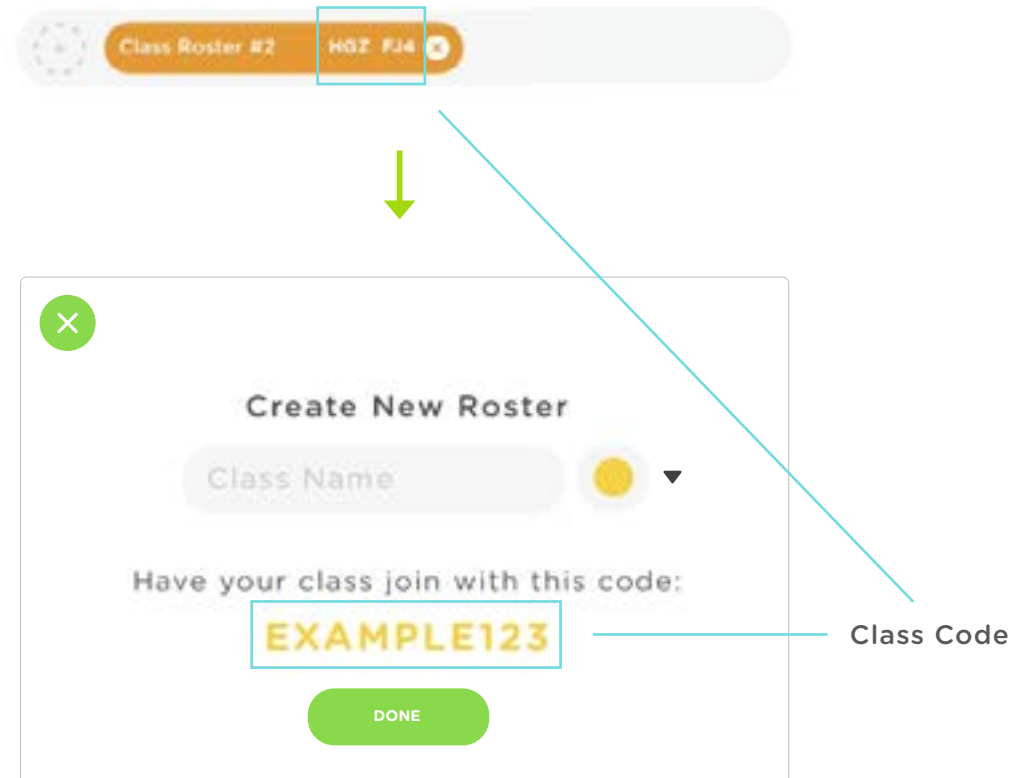 Class Roster #2 HGZ FJ4
Create New Roster
Class Name
Have your class join with this code:
EXAMPLE123
Class Code
DONE